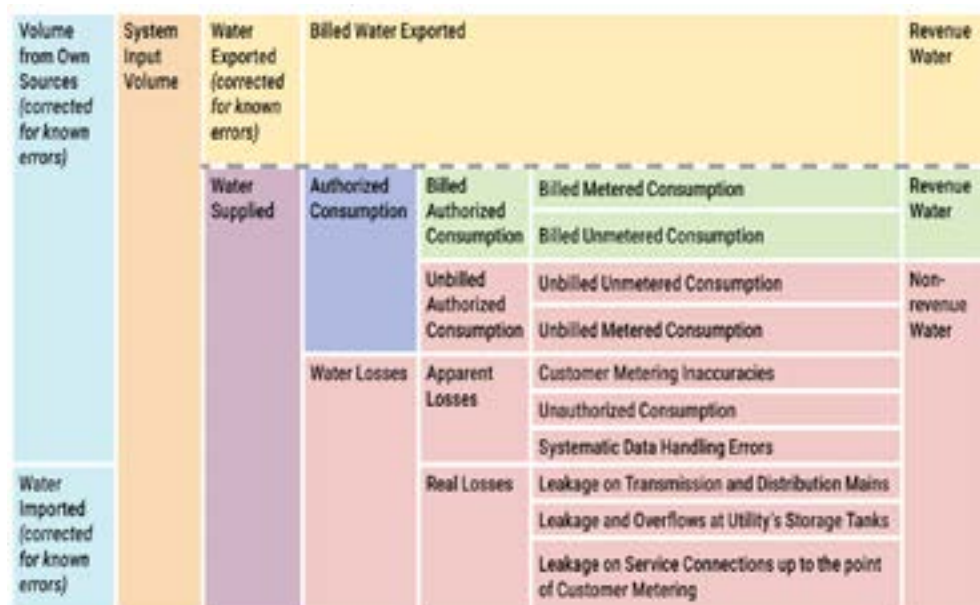 Volume
from Own
Sources
(corrected
for known
errors)
System
Input
Volume
Water
Exported
(corrected
for known
errors)
Billed Water Exported
Revenue
Water
Water
Supplied
Authorized
Consumption
Billed
Authorized
Consumption
Billed Metered Consumption
Billed Unmetered Consumption
Revenue
Water
Unbilled
Authorized
Consumption
Unbilled Unmetered Consumption
Unbilled Metered Consumption
Non-
revenue
Water
Water Losses
Apparent
Losses
Customer Metering Inaccuracies
Unauthorized Consumption
Systematic Data Handling Errors
Water
Imported
(corrected
for known
errors)
Real Losses
Leakage on Transmission and Distribution Mains
Leakage and Overflows at Utility's Storage Tanks
Leakage on Service Connections up to the point
of Customer Metering